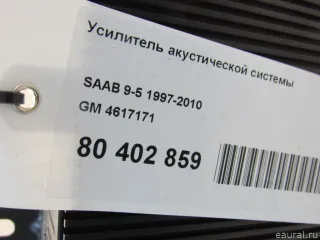 Усилитель акустической системы
SAAB 9-5 1997-2010
GM 4617171
80 402 859
eaural.ru